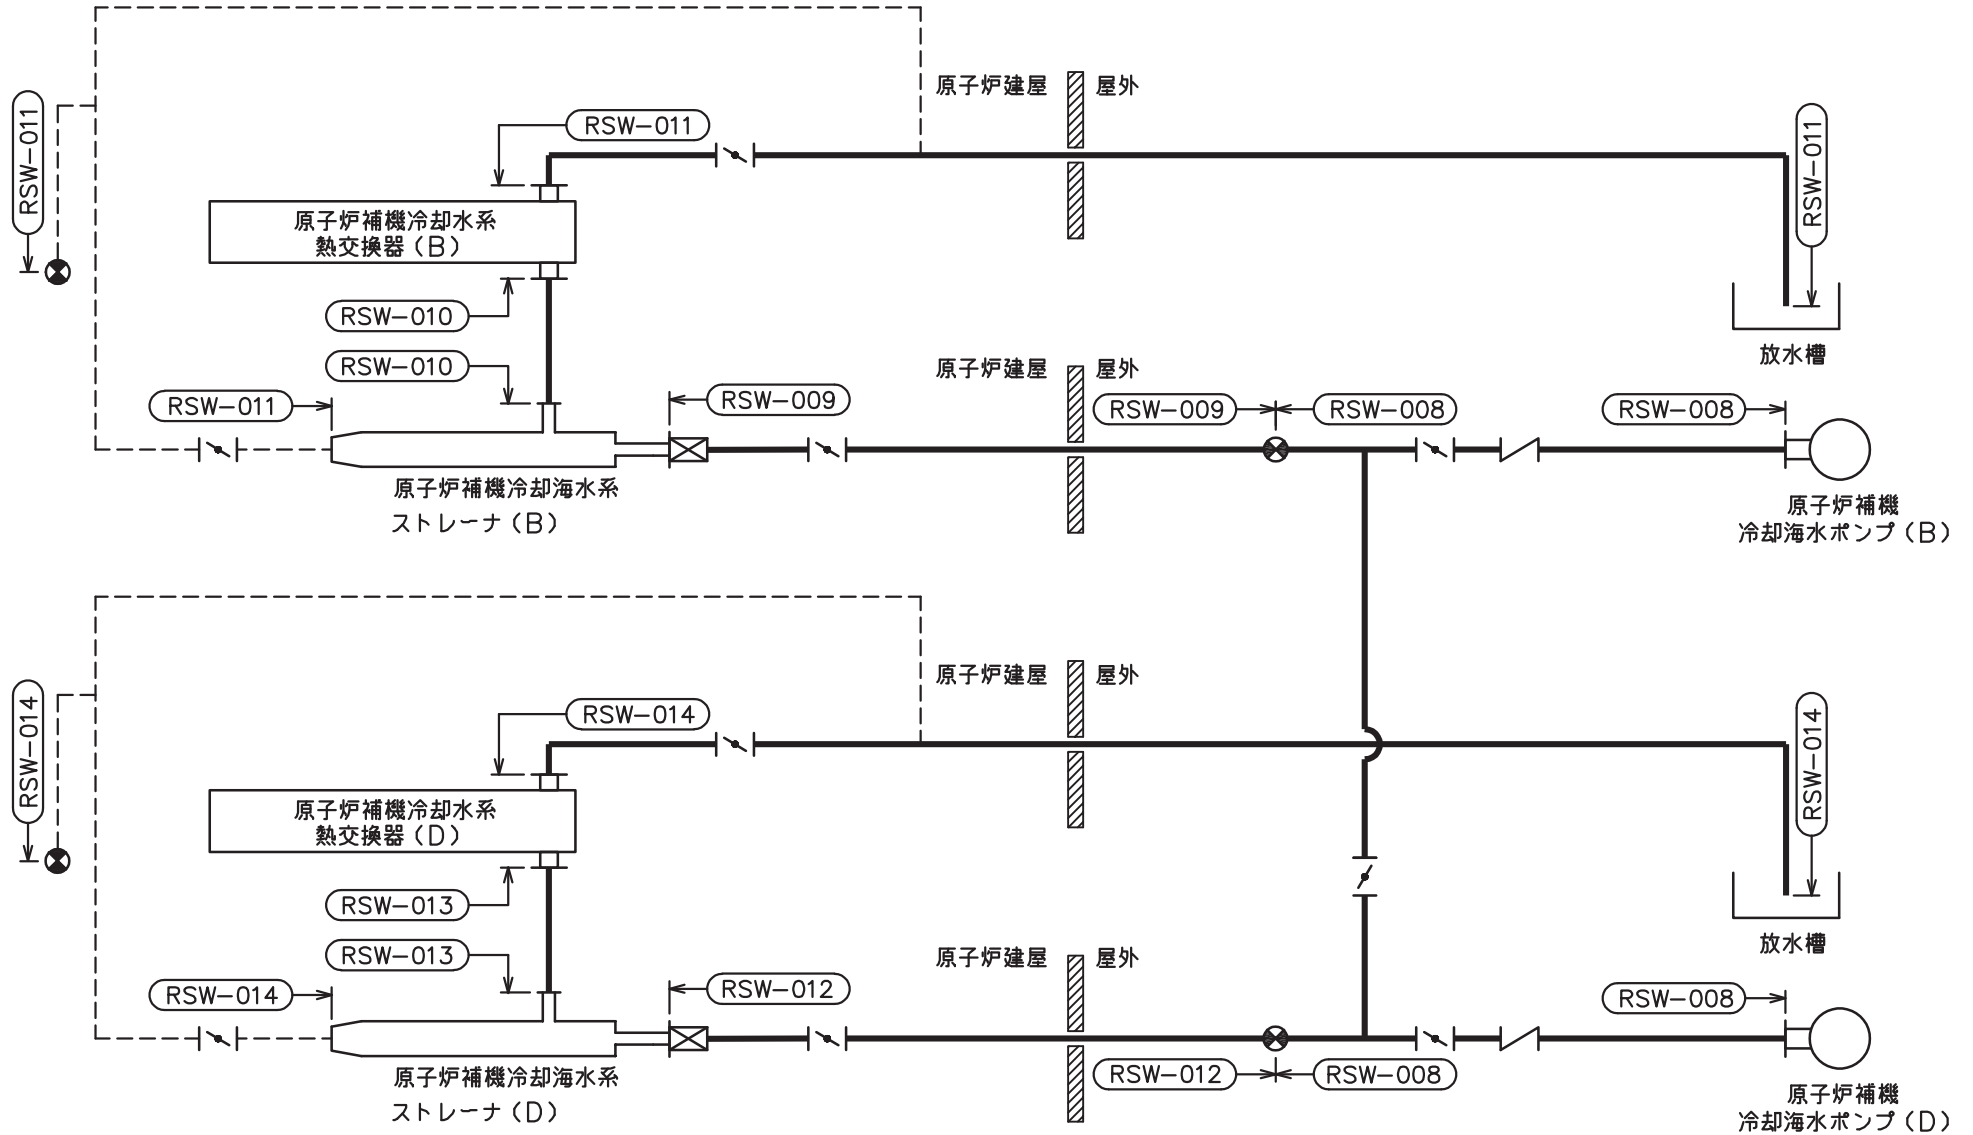 原子炉建屋
屋外
RSW-011
RSW-011
RSW-011
原子炉補機冷却水系
熱交換器（B）
RSW-010
放水槽
RSW-010
原子炉建屋
屋外
RSW-011
RSW-009
RSW-009
RSW-008
RSW-008
原子炉補機冷却海水系
ストレーナ（B）
原子炉補機
冷却海水ポンプ（B）
原子炉建屋
屋外
RSW-014
RSW-014
RSW-014
原子炉補機冷却水系
熱交換器（D）
RSW-013
放水槽
RSW-013
原子炉建屋
屋外
RSW-014
RSW-012
RSW-008
RSW-012
RSW-008
原子炉補機冷却海水系
ストレーナ（D）
原子炉補機
冷却海水ポンプ（D）